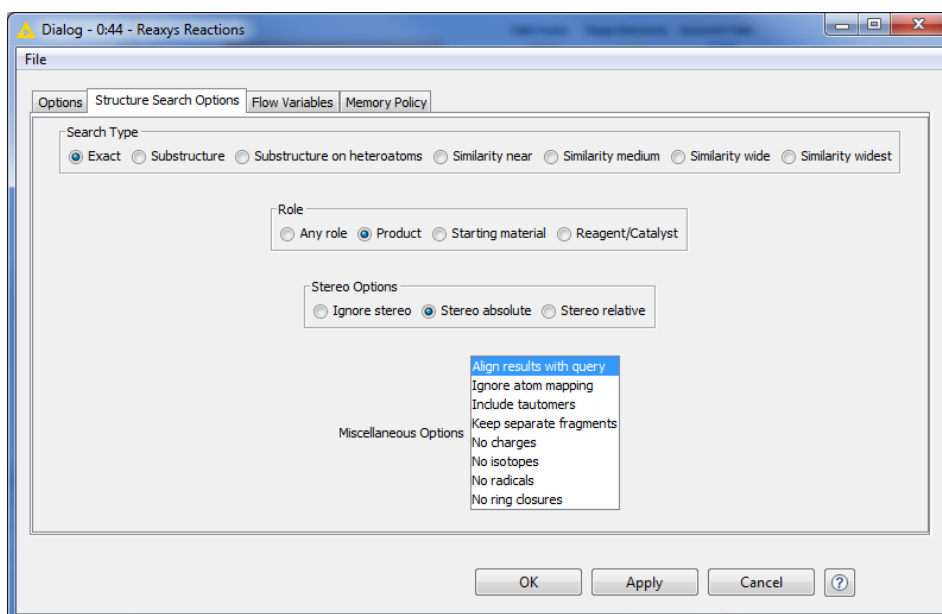 Dialog - 0:44 - Reaxys Reactions
File
Options Structure Search Options Flow Variables Memory Policy
Search Type
Exact Substructure Substructure on heteroatoms Similarity near Similarity medium Similarity wide Similarity widest
Role
Any role Product Starting material Reagent/Catalyst
Stereo Options
Ignore stereo Stereo absolute Stereo relative
Align results with query
Ignore atom mapping
Include tautomers
Keep separate fragments
Miscellaneous Options
No charges
No isotopes
No radicals
No ring closures
OK Apply Cancel ?